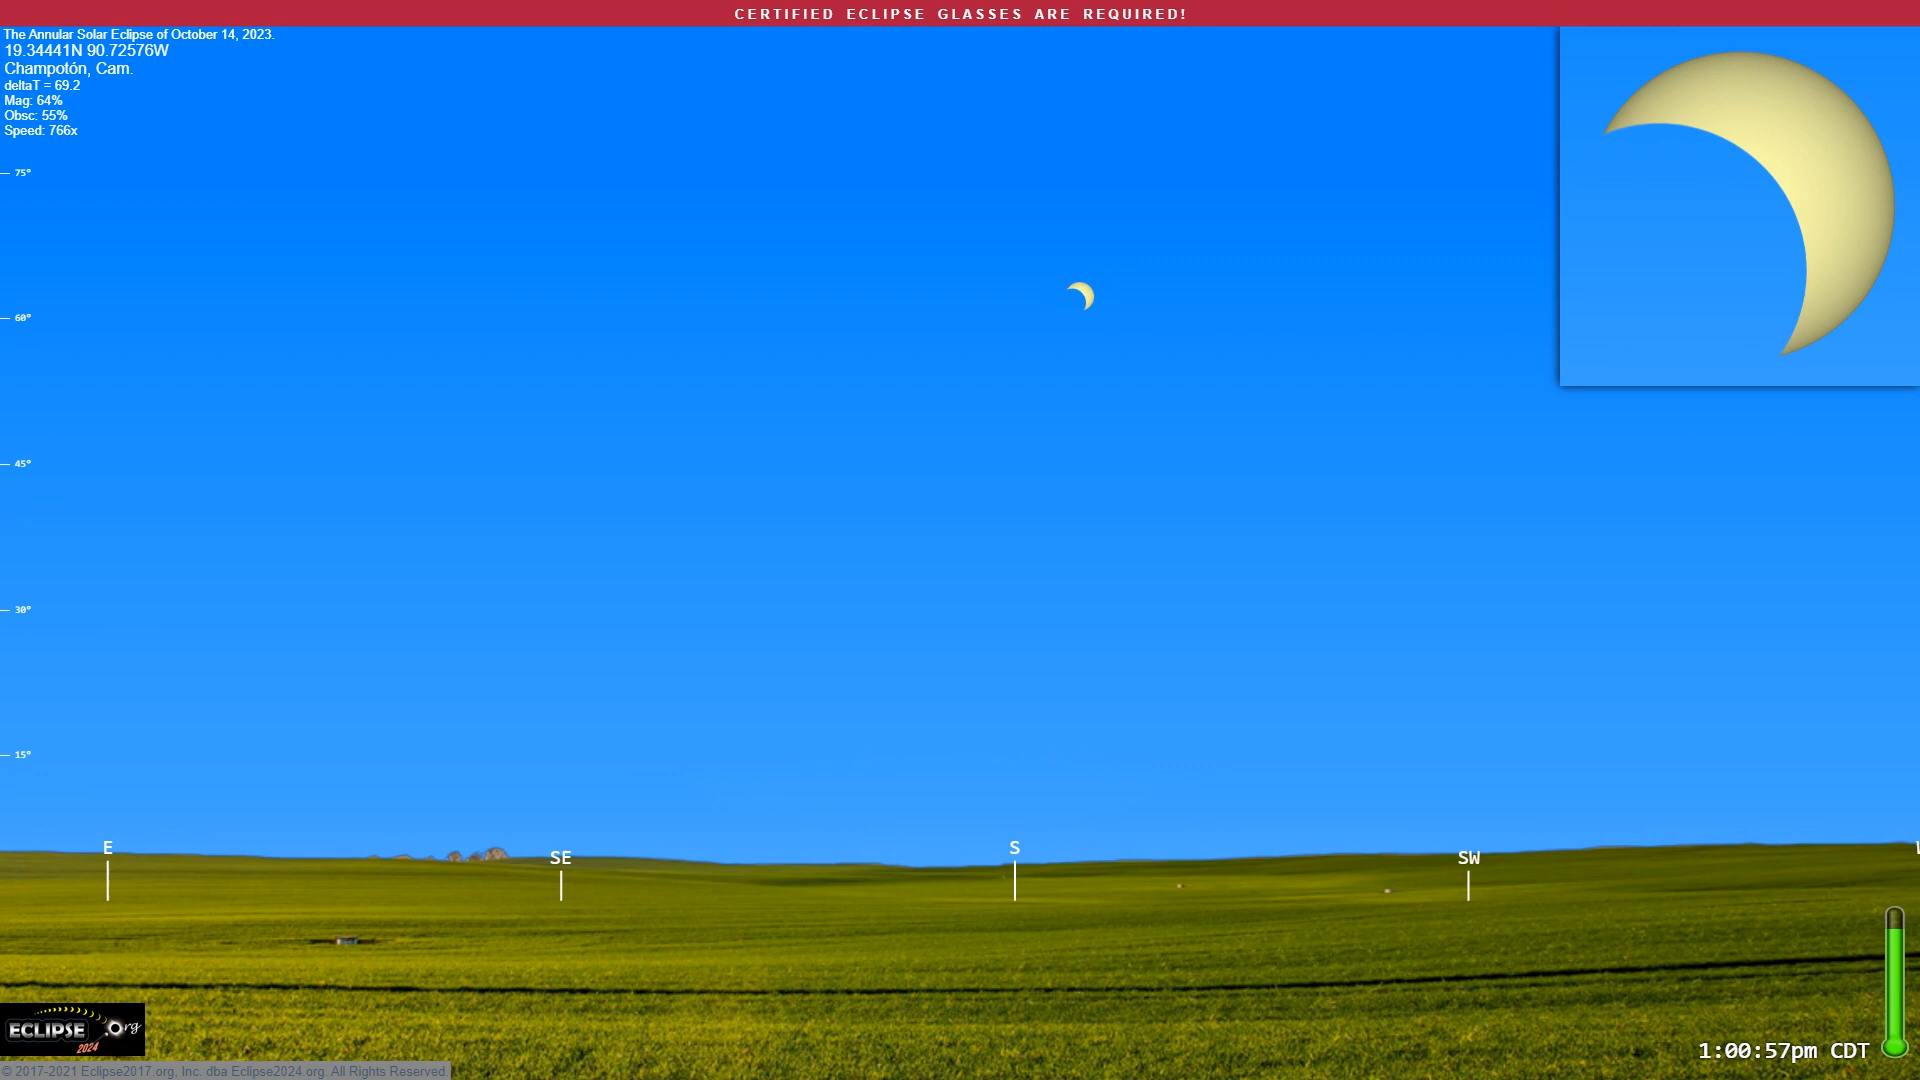 CERTIFIED ECLIPSE GLASSES ARE REQUIRED!
The Annular Solar Eclipse of October 14, 2023.
19.34441N 90.72576W
Champotón, Cam.
deltaT = 69.2
Mag: 64%
Obsc: 55%
Speed: 766x
75°
60°
45°
30°
15°
E
SE
S
SW
ECLIPSE.Org
2024
1:00:57pm CDT
© 2017-2021 Eclipse2017.org, Inc. dba Eclipse2024.org. All Rights Reserved.